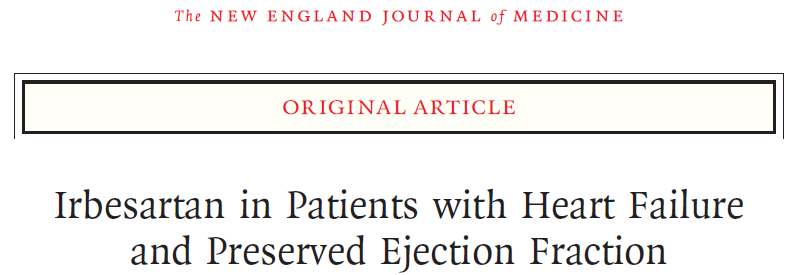 The NEW ENGLAND JOURNAL of MEDICINE
ORIGINAL ARTICLE
Irbesartan in Patients with Heart Failure
and Preserved Ejection Fraction